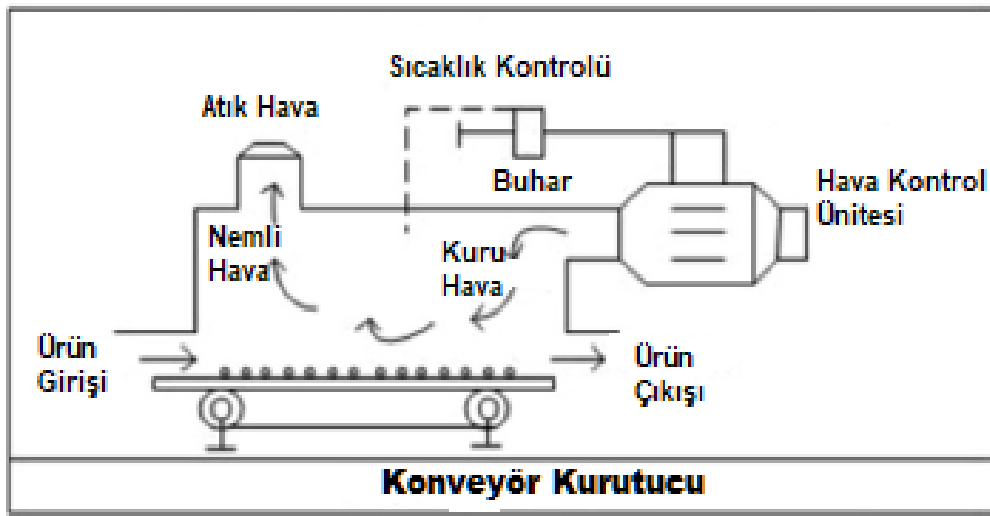 Sıcaklık Kontrolü
Atık Hava
Buhar
Hava Kontrol
Ünitesi
Nemli
Hava
Kuru
Hava
Ürün
Girişi
Ürün
Çıkışı
Konveyör Kurutucu